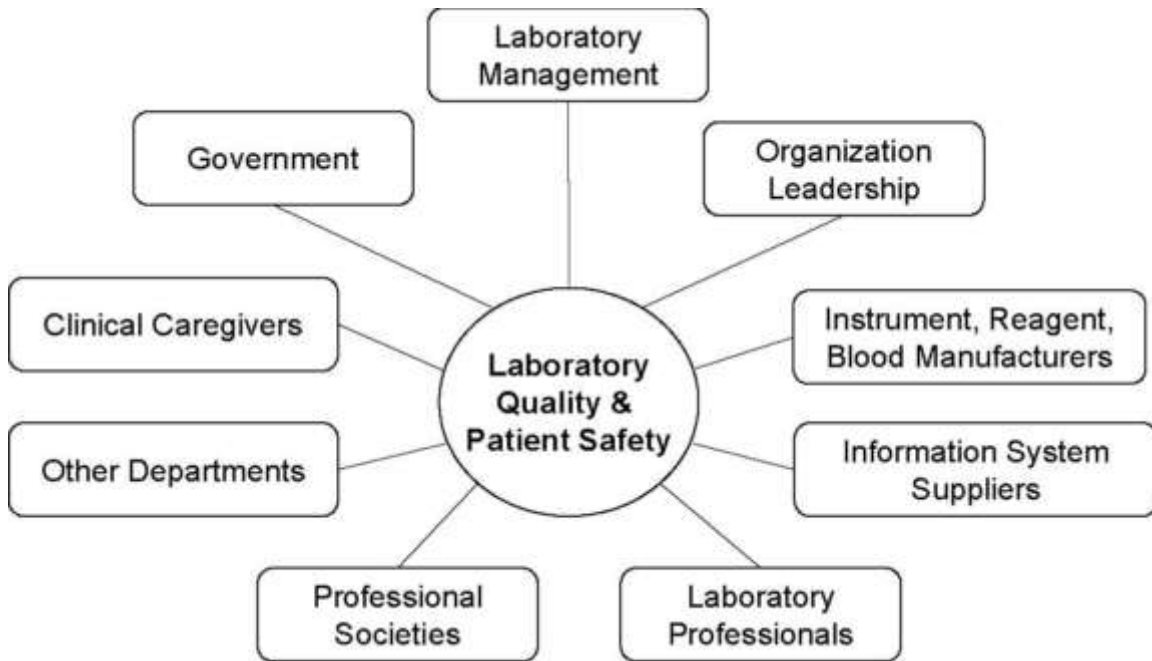 Laboratory
Management
Government
Organization
Leadership
Clinical Caregivers
Instrument, Reagent,
Blood Manufacturers
Laboratory
Quality &
Patient Safety
Other Departments
Information System
Suppliers
Professional
Societies
Laboratory
Professionals